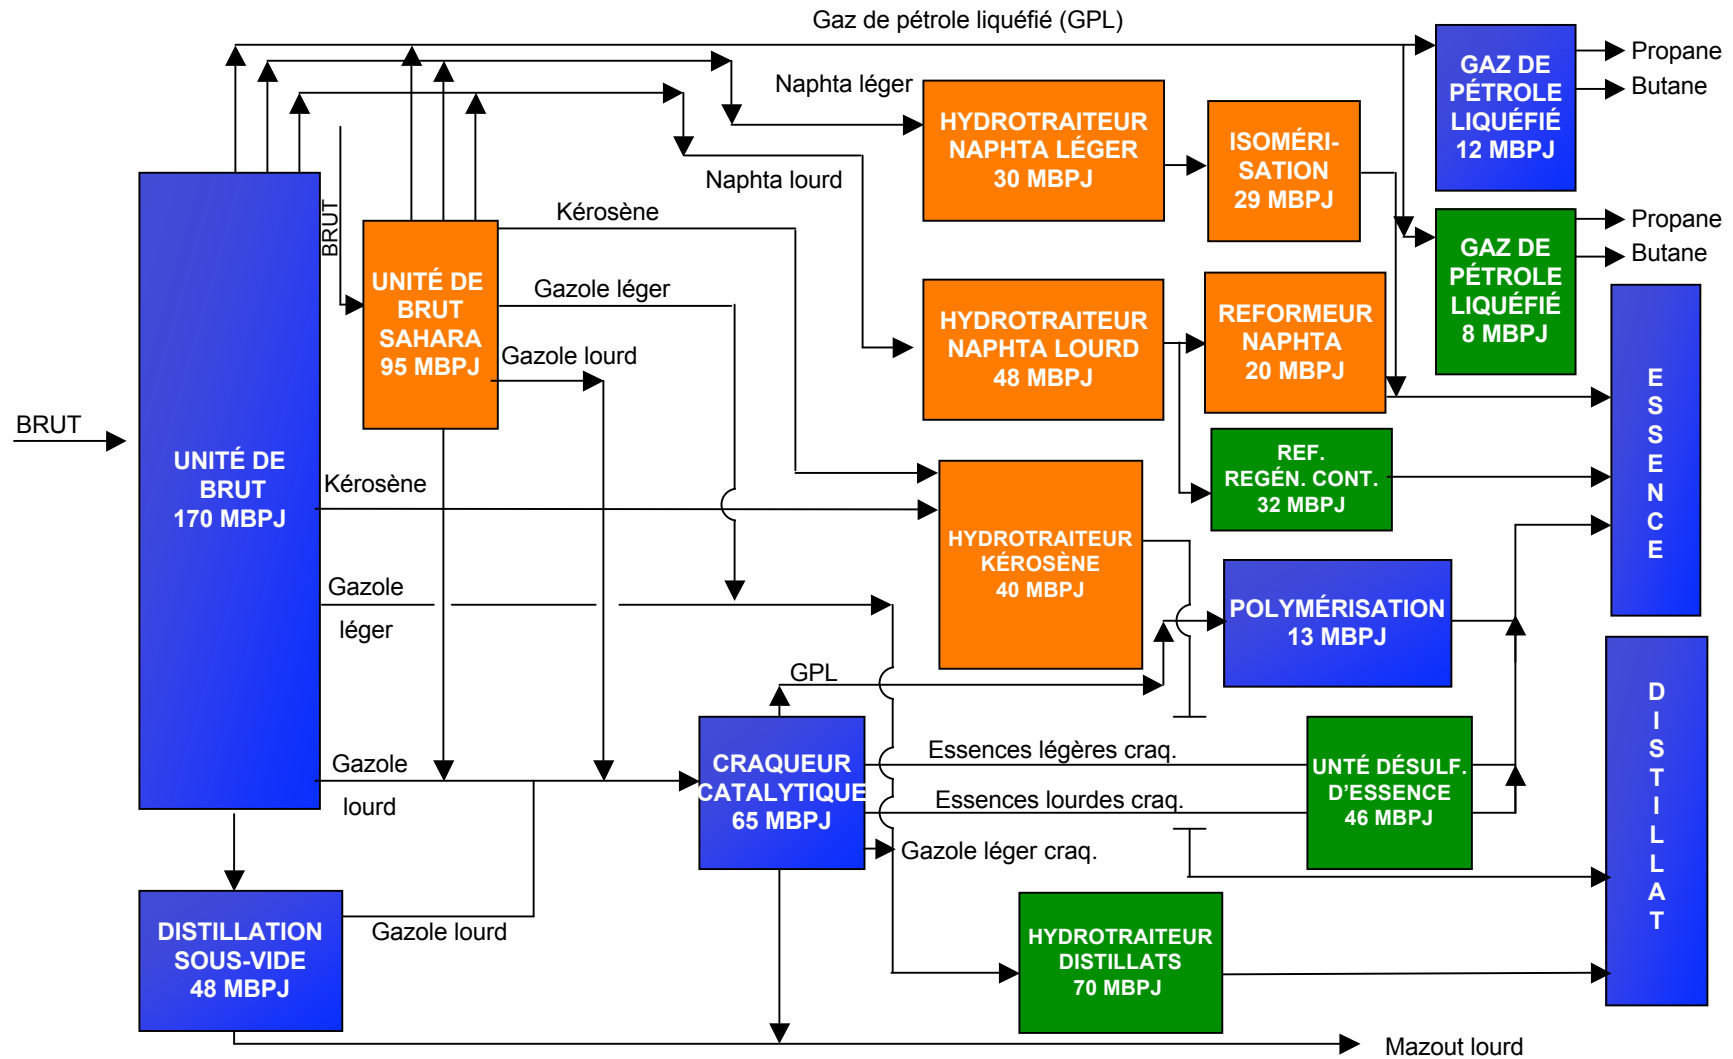 Gaz de pétrole liquéfié (GPL)
GAZ DE
PÉTROLE
LIQUÉFIÉ
12 MBPJ
Propane
Butane
Naphta léger
HYDROTRAITEUR
NAPHTA LÉGER
30 MBPJ
ISOMÉRI-
SATION
29 MBPJ
Naphta lourd
BRUT
Kérosène
GAZ DE
PÉTROLE
LIQUÉFIÉ
8 MBPJ
Propane
Butane
UNITÉ DE
BRUT
SAHARA
95 MBPJ
Gazole léger
Gazole lourd
HYDROTRAITEUR
NAPHTA LOURD
48 MBPJ
REFORMEUR
NAPHTA
20 MBPJ
E
S
S
E
N
C
E
BRUT
UNITÉ DE
BRUT
170 MBPJ
Kérosène
REF.
REGÉN. CONT.
32 MBPJ
HYDROTRAITEUR
KÉROSÈNE
40 MBPJ
Gazole
léger
POLYMÉRISATION
13 MBPJ
GPL
D
I
S
T
I
L
L
A
T
Gazole
lourd
CRAQUEUR
CATALYTIQUE
65 MBPJ
Essences légères craq.
Essences lourdes craq.
Gazole léger craq.
UNTÉ DÉSULF.
D'ESSENCE
46 MBPJ
DISTILLATION
SOUS-VIDE
48 MBPJ
Gazole lourd
HYDROTRAITEUR
DISTILLATS
70 MBPJ
Mazout lourd